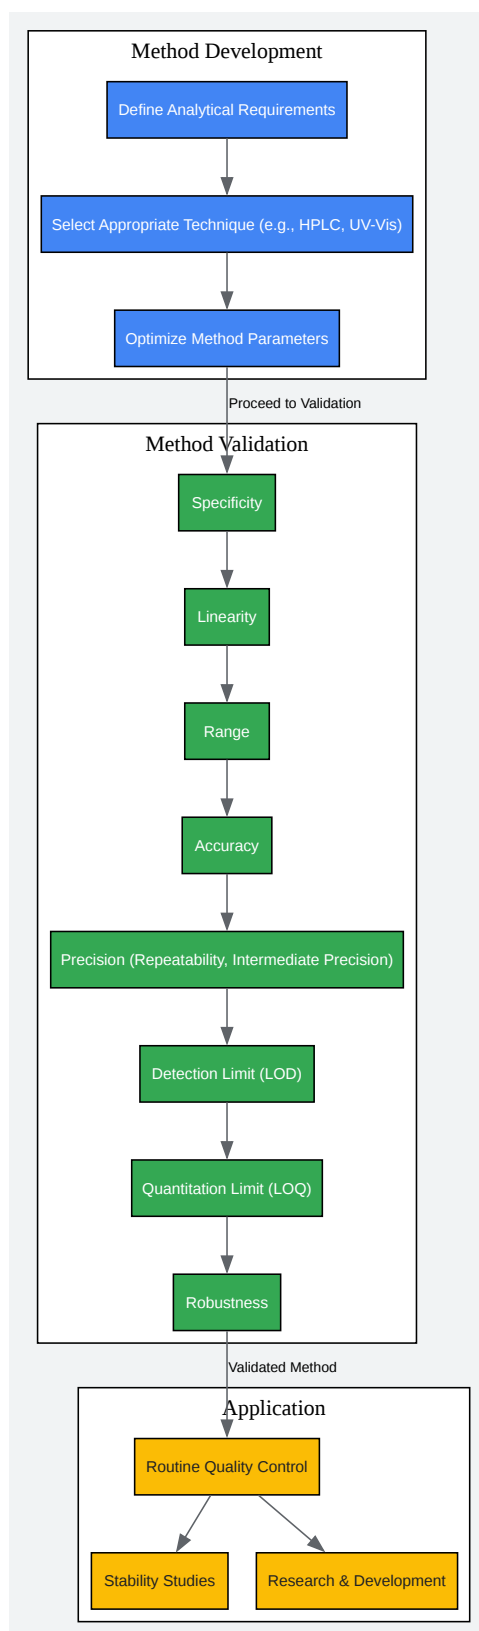 Method Development
Define Analytical Requirements
Select Appropriate Technique (e.g., HPLC, UV-Vis)
Optimize Method Parameters
Proceed to Validation
Method Validation
Specificity
Linearity
Range
Accuracy
Precision (Repeatability, Intermediate Precision)
Detection Limit (LOD)
Quantitation Limit (LOQ)
Robustness
Validated Method
Application
Routine Quality Control
Stability Studies
Research & Development